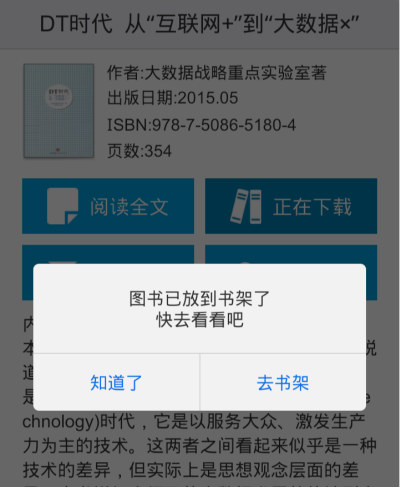 DT时代 从“互联网+”到“大数据×”
作者:大数据战略重点实验室著
出版日期:2015.05
ISBN:978-7-5086-5180-4
页数:354
阅读全文
正在下载
图书已放到书架了
快去看看吧
知道了
去书架
内
本 说
道
是 e
chnology)时代，它是以服务大众、激发生产
力为主的技术。这两者之间看起来似乎是一种
技术的差异，但实际上是思想观念层面的差